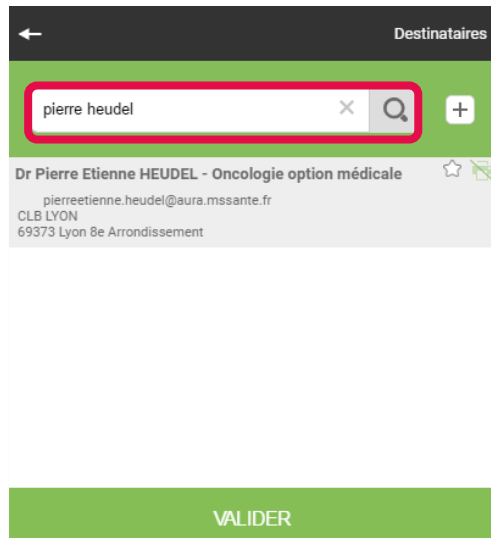 Destinataires
pierre heudel
Dr Pierre Etienne HEUDEL - Oncologie option médicale
pierreetienne.heudel@aura.mssante.fr
CLB LYON
69373 Lyon 8e Arrondissement
VALIDER